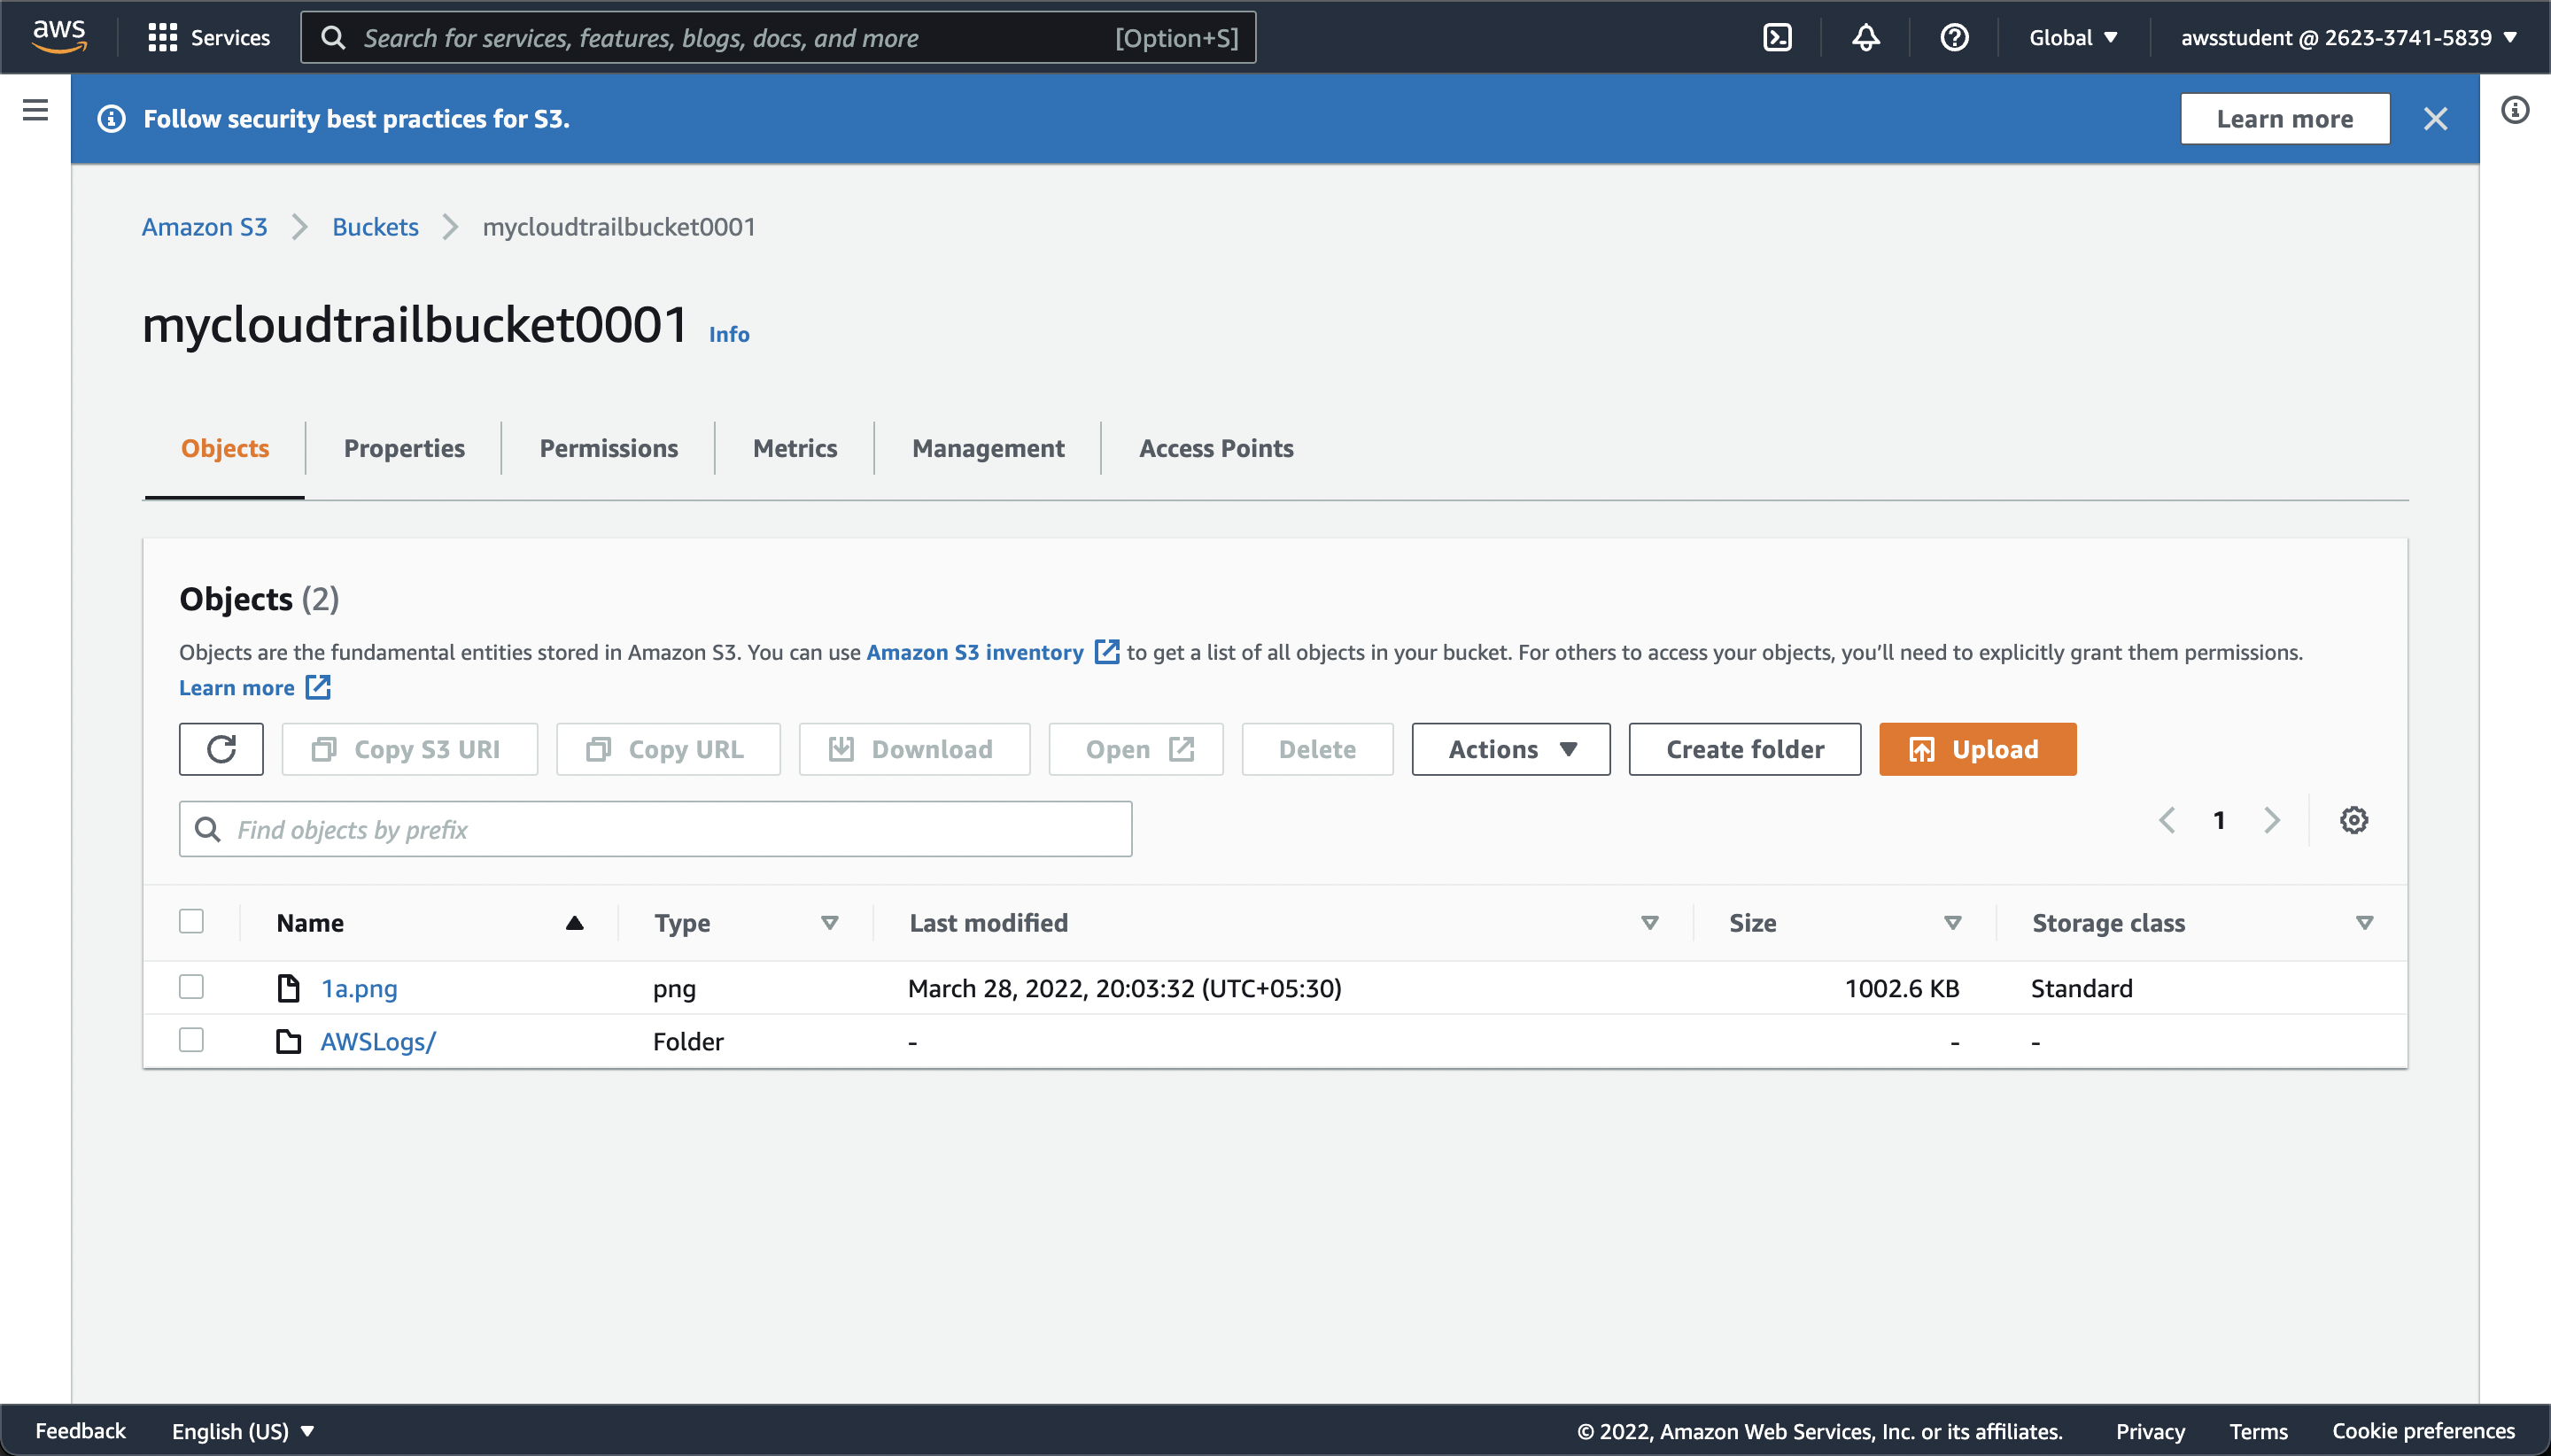 aws Services Search for services, features, blogs, docs, and more [Option+S] Global awsstudent @ 2623-3741-5839
Follow security best practices for S3. Learn more
Amazon S3 Buckets mycloudtrailbucket0001
mycloudtrailbucket0001 Info
Objects Properties Permissions Metrics Management Access Points
Objects (2)
Objects are the fundamental entities stored in Amazon S3. You can use Amazon S3 inventory to get a list of all objects in your bucket. For others to access your objects, you’ll need to explicitly grant them permissions.
Learn more
Copy S3 URI Copy URL Download Open Delete Actions Create folder Upload
Find objects by prefix 1
Name Type Last modified Size Storage class
1a.png png March 28, 2022, 20:03:32 (UTC+05:30) 1002.6 KB Standard
AWSLogs/ Folder - - -
Feedback English (US) © 2022, Amazon Web Services, Inc. or its affiliates. Privacy Terms Cookie preferences